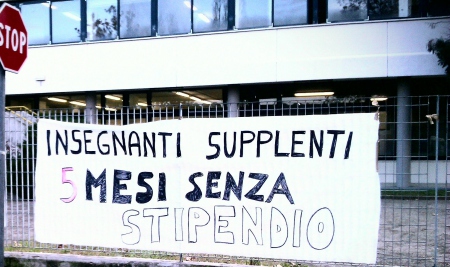 STOP
INSEGNANTI SUPPLENTI
5 MESI SENZA
STIPENDIO